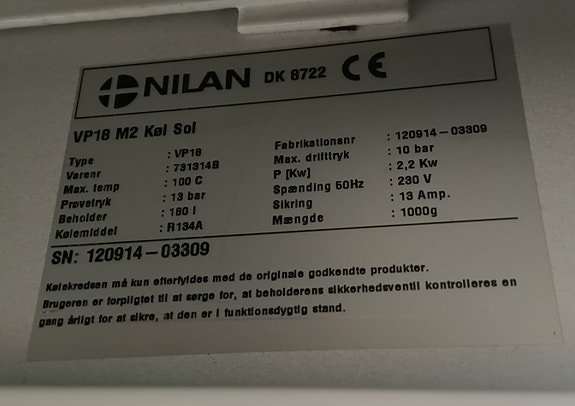 NILAN DK 8722 CE
VP18 M2 Køl Sol
Type : VP18
Varenr : 731314B
Max. temp : 100 C
Prøvetryk : 13 bar
Beholder : 180 l
Kølemiddel : R134A
Fabrikationsnr : 120914-03309
Max. drifttryk : 10 bar
P [Kw] : 2,2 Kw
Spænding 50Hz : 230 V
Sikring : 13 Amp.
Mængde : 1000g
SN: 120914-03309
Kølekredsen må kun efterfyldes med de originale godkendte produkter.
Brugeren er forpligtet til at sørge for, at beholderens sikkerhedsventil kontrolleres en
gang årligt for at sikre, at den er i funktionsdygtig stand.